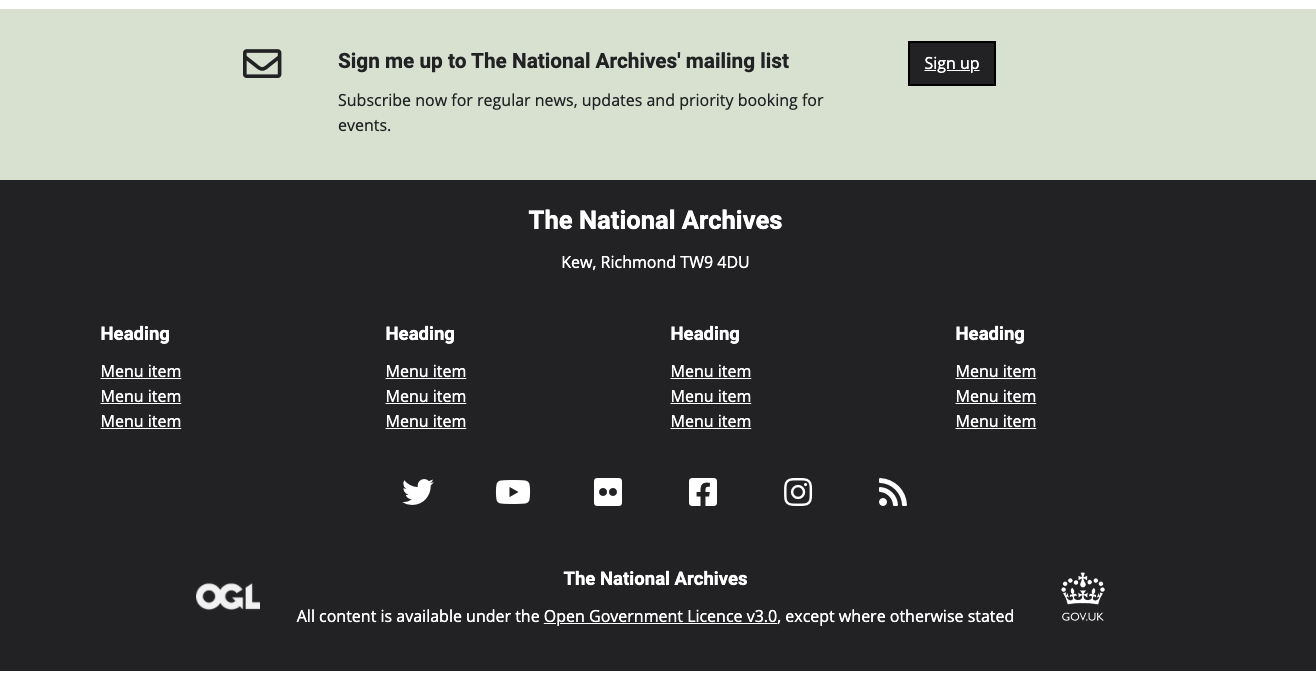 Sign me up to The National Archives' mailing list
Sign up
Subscribe now for regular news, updates and priority booking for
events.
The National Archives
Kew, Richmond TW9 4DU
Heading
Menu item
Menu item
Menu item
Heading
Menu item
Menu item
Menu item
Heading
Menu item
Menu item
Menu item
Heading
Menu item
Menu item
Menu item
OGL
The National Archives
All content is available under the Open Government Licence v3.0, except where otherwise stated
GOV.UK